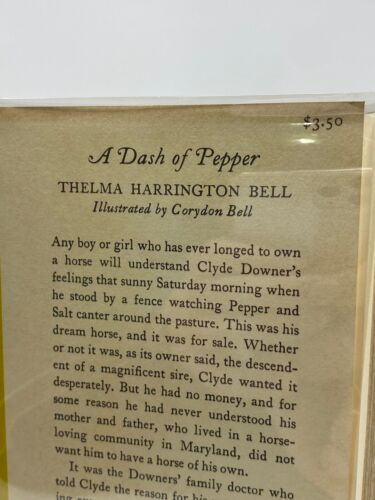 $3.50
A Dash of Pepper
THELMA HARRINGTON BELL
Illustrated by Corydon Bell
Any boy or girl who has ever longed to own
a horse will understand Clyde Downer's
feelings that sunny Saturday morning when
he stood by a fence watching Pepper and
Salt canter around the pasture. This was his
dream horse, and it was for sale. Whether
or not it was, as its owner said, the descend-
ent of a magnificent sire, Clyde wanted it
desperately. But he had no money, and for
some reason he had never understood his
mother and father, who lived in a horse-
loving community in Maryland, did not
want him to have a horse of his own.
It was the Downers' family doctor who
told Clyde the reason for his